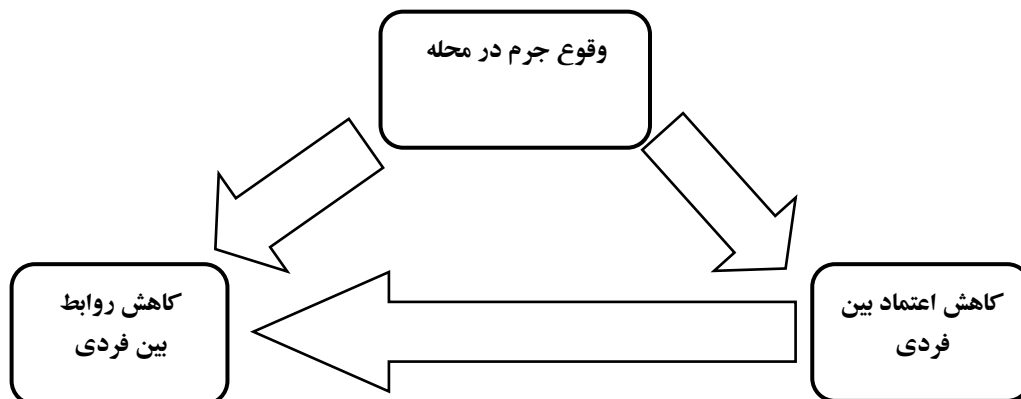 وقوع جرم در محله
کاهش اعتماد بین
فردی
کاهش روابط
بین فردی